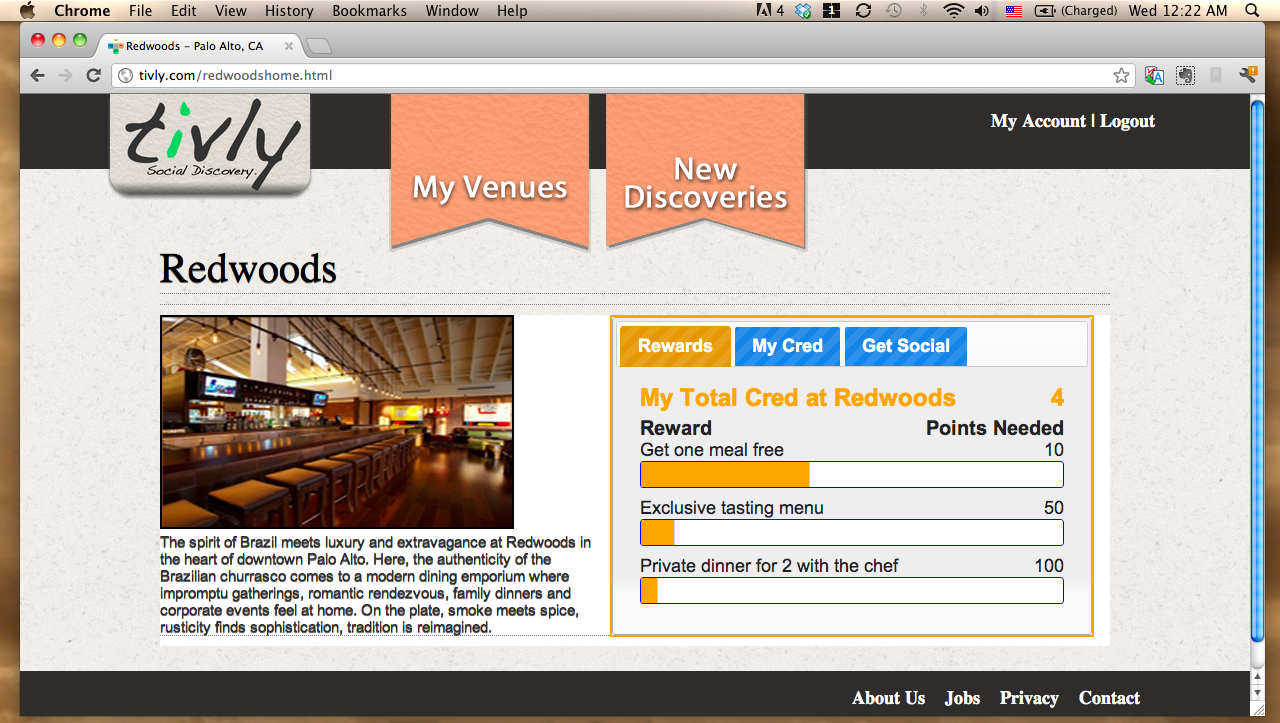 Chrome File Edit View History Bookmarks Window Help 4 1 (Charged) Wed 12:22 AM
Redwoods – Palo Alto, CA
tivly.com/redwoodshome.html
tivly
Social Discovery.
My Venues
New
Discoveries
My Account | Logout
Redwoods
The spirit of Brazil meets luxury and extravagance at Redwoods in
the heart of downtown Palo Alto. Here, the authenticity of the
Brazilian churrasco comes to a modern dining emporium where
impromptu gatherings, romantic rendezvous, family dinners and
corporate events feel at home. On the plate, smoke meets spice,
rusticity finds sophistication, tradition is reimagined.
Rewards My Cred Get Social
My Total Cred at Redwoods 4
Reward Points Needed
Get one meal free 10
Exclusive tasting menu 50
Private dinner for 2 with the chef 100
About Us Jobs Privacy Contact